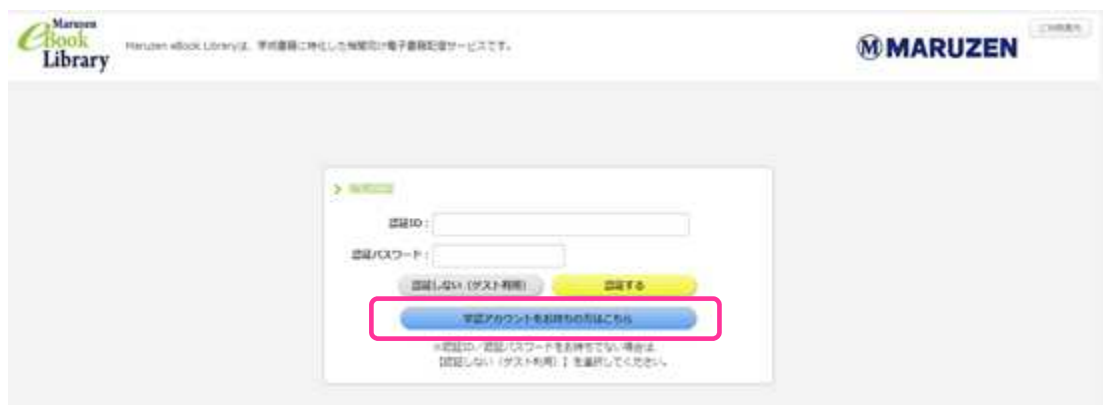 Maruzen
eBook
Library
Maruzen eBook Libraryは、学術書籍に特化した機関向け電子書籍配信サービスです。
MARUZEN
認証ID：
認証パスワード：
認証しない（ゲスト利用）
認証する
学認アカウントをお持ちの方はこちら
※認証ID／認証パスワードをお持ちでない場合は
【認証しない（ゲスト利用）】を選択してください。